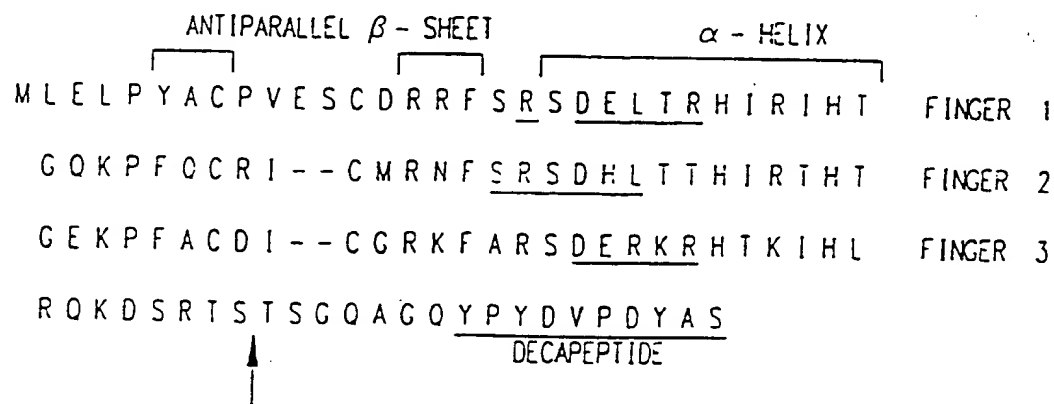 ANTIPARALLEL β - SHEET α - HELIX
M L E L P Y A C P V E S C D R R F S R S D E L T R H I R I H T FINGER 1
G Q K P F Q C R I - - C M R N F S R S D H L T T H I R T H T FINGER 2
G E K P F A C D I - - C G R K F A R S D E R K R H T K I H L FINGER 3
R Q K D S R T S T S G Q A G Q Y P Y D V P D Y A S
DECAPEPTIDE